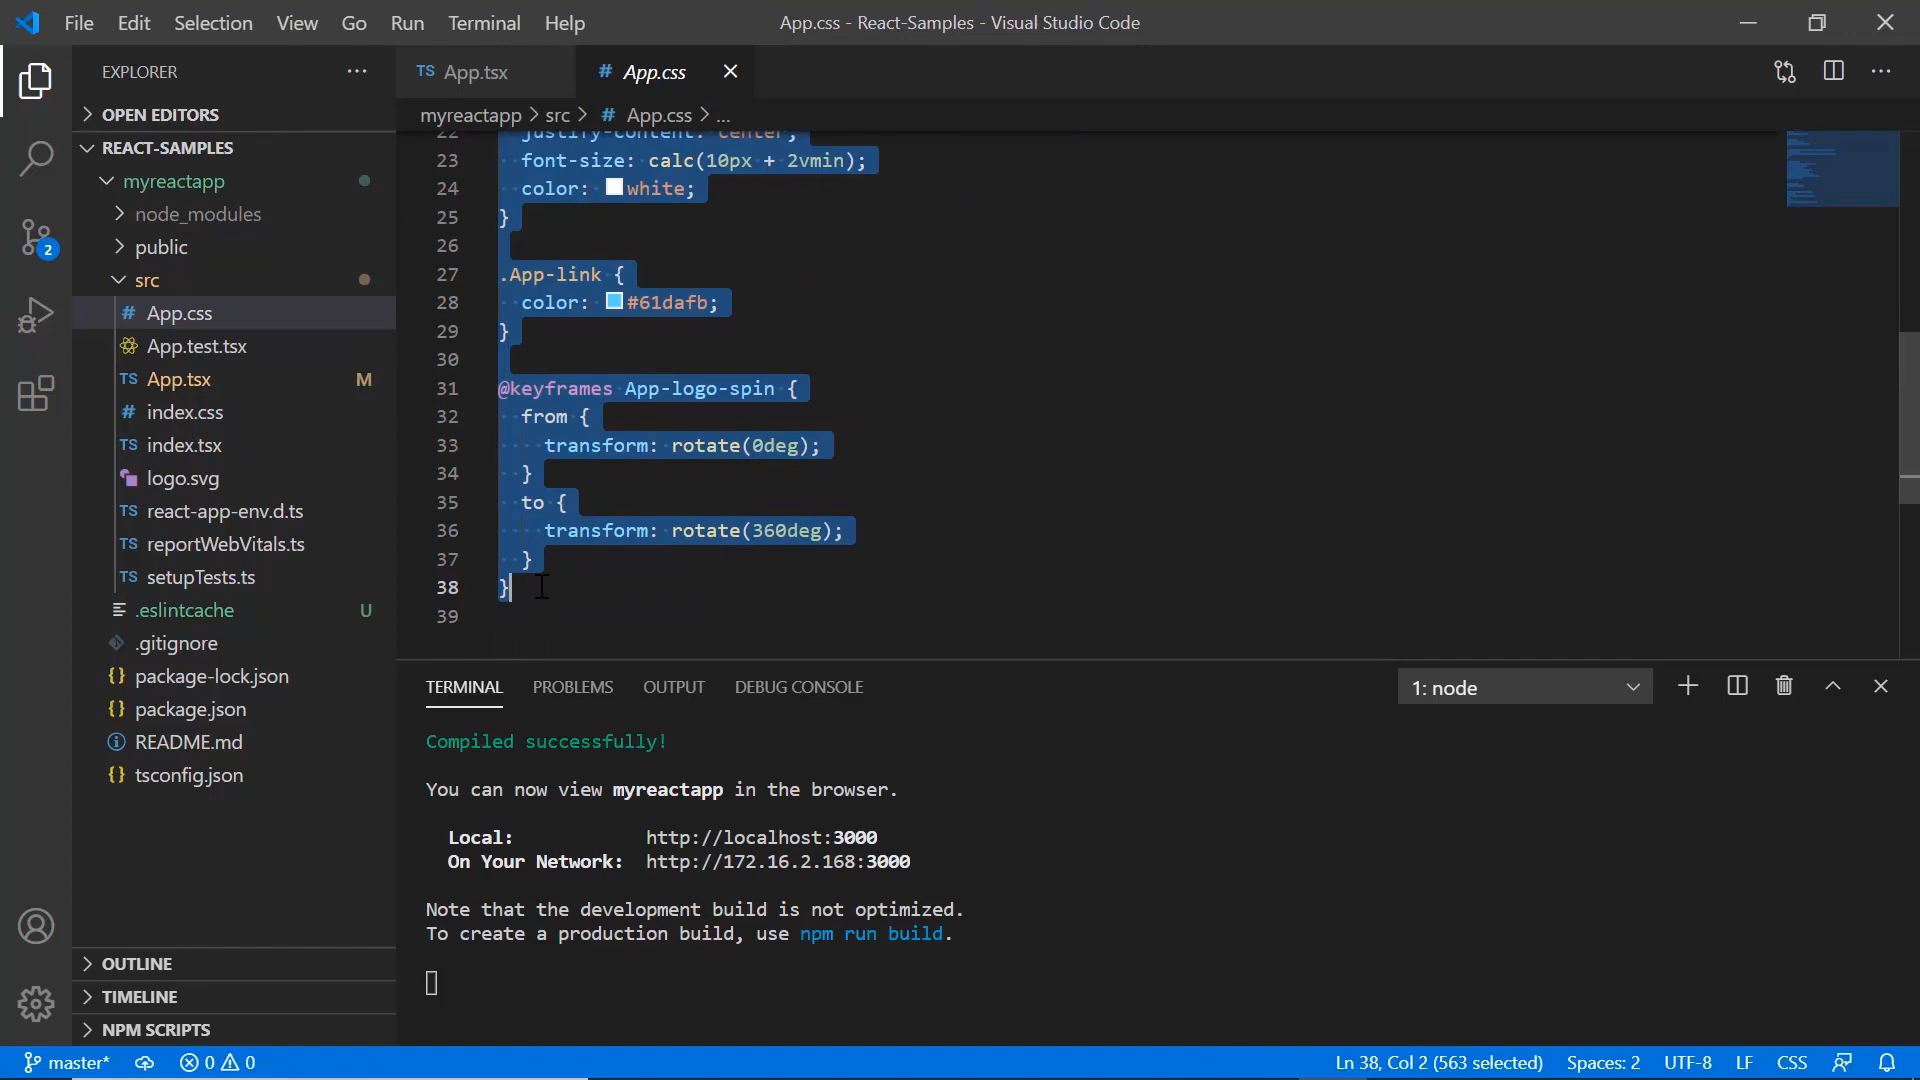 File Edit Selection View Go Run Terminal Help
App.css - React-Samples - Visual Studio Code
EXPLORER
OPEN EDITORS
REACT-SAMPLES
myreactapp
node_modules
public
src
# App.css
App.test.tsx
TS App.tsx M
# index.css
TS index.tsx
logo.svg
TS react-app-env.d.ts
TS reportWebVitals.ts
TS setupTests.ts
.eslintcache U
.gitignore
{} package-lock.json
{} package.json
README.md
{} tsconfig.json
OUTLINE
TIMELINE
NPM SCRIPTS
2
TS App.tsx
# App.css
myreactapp > src > # App.css > ...
22 justify-content: center;
23 font-size: calc(10px + 2vmin);
24 color: white;
25 }
26
27 .App-link {
28 color: #61dafb;
29 }
30
31 @keyframes App-logo-spin {
32 from {
33 transform: rotate(0deg);
34 }
35 to {
36 transform: rotate(360deg);
37 }
38 }
39
TERMINAL PROBLEMS OUTPUT DEBUG CONSOLE
1: node
Compiled successfully!
You can now view myreactapp in the browser.
Local: http://localhost:3000
On Your Network: http://172.16.2.168:3000
Note that the development build is not optimized.
To create a production build, use npm run build.
master* 0 0
Ln 38, Col 2 (563 selected) Spaces: 2 UTF-8 LF CSS